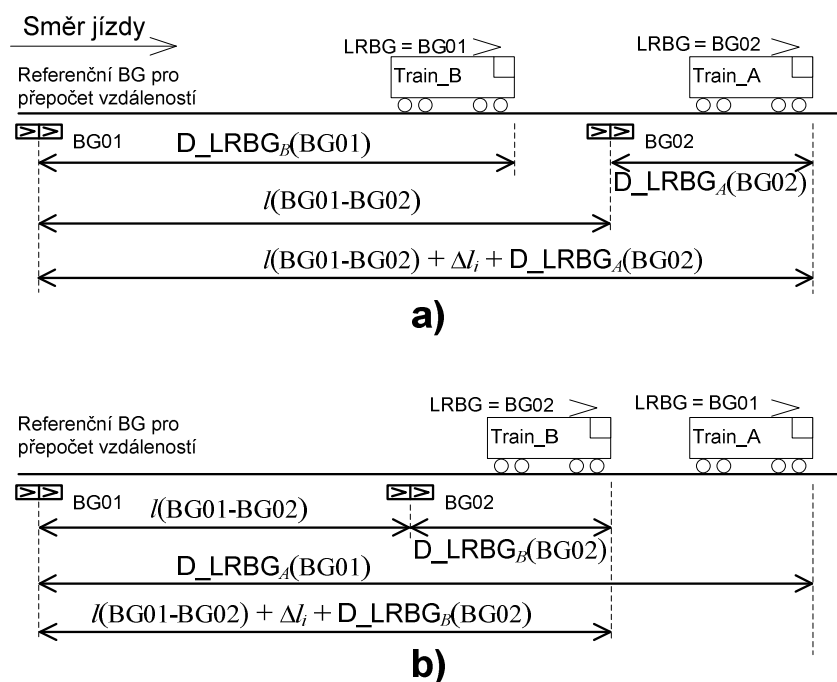 Směr jízdy
LRBG = BG01
LRBG = BG02
Referenční BG pro
přepočet vzdáleností
Train_B
Train_A
BG01
D_LRBG_B(BG01)
BG02
D_LRBG_A(BG02)
l(BG01-BG02)
l(BG01-BG02) + Δl_i + D_LRBG_A(BG02)
a)
LRBG = BG02
LRBG = BG01
Referenční BG pro
přepočet vzdáleností
Train_B
Train_A
BG01
l(BG01-BG02)
BG02
D_LRBG_B(BG02)
D_LRBG_A(BG01)
l(BG01-BG02) + Δl_i + D_LRBG_B(BG02)
b)